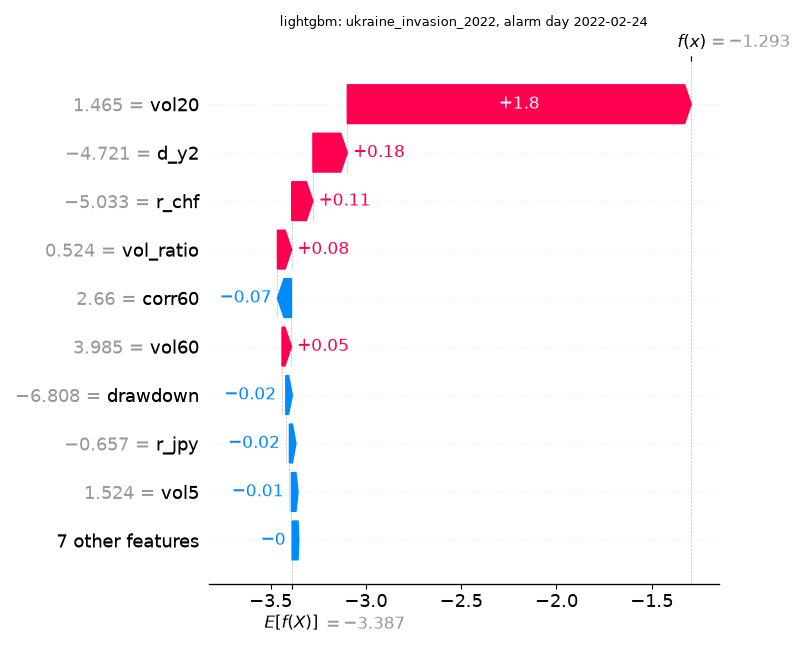 lightgbm: ukraine_invasion_2022, alarm day 2022-02-24
f(x) = −1.293
1.465 = vol20
+1.8
−4.721 = d_y2
+0.18
−5.033 = r_chf
+0.11
0.524 = vol_ratio
+0.08
2.66 = corr60
−0.07
3.985 = vol60
+0.05
−6.808 = drawdown
−0.02
−0.657 = r_jpy
−0.02
1.524 = vol5
−0.01
7 other features
−0
−3.5 −3.0 −2.5 −2.0 −1.5
E[f(X)] = −3.387